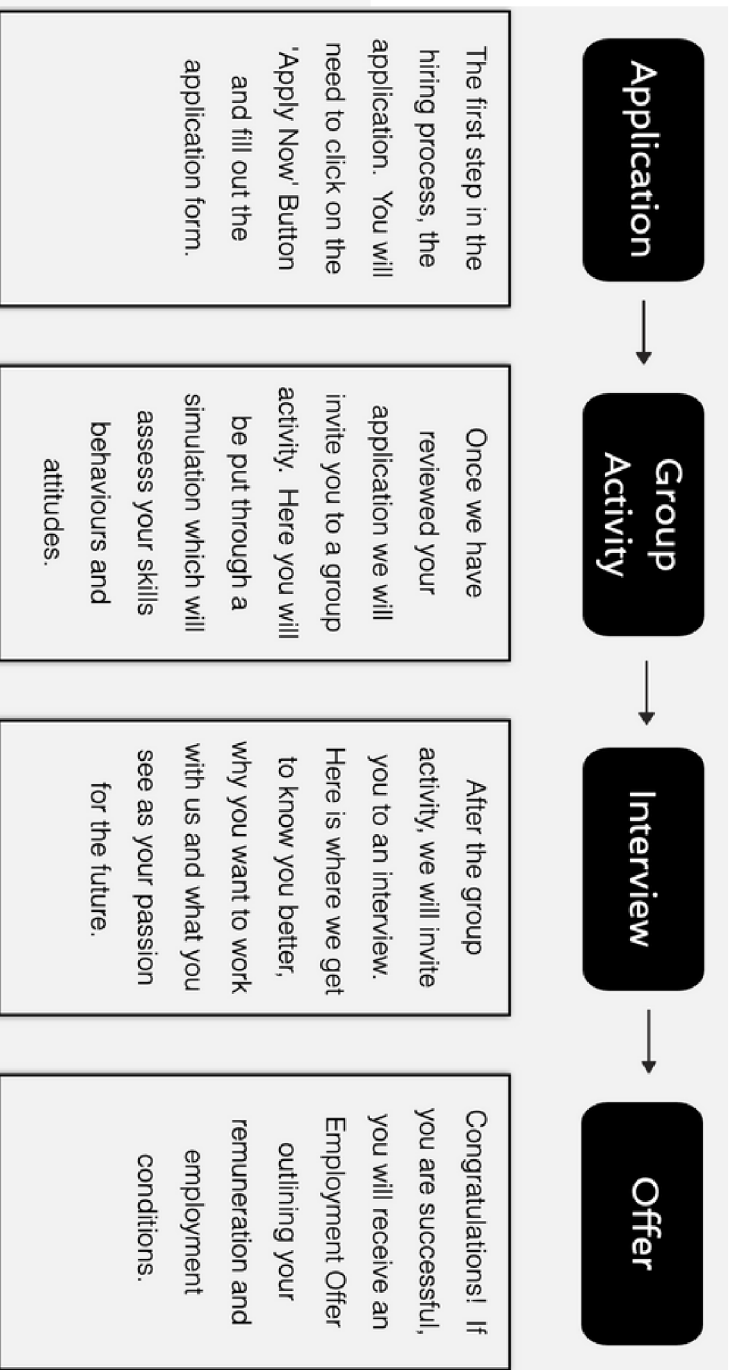 Application
Group
Activity
Interview
Offer
The first step in the
hiring process, the
application.  You will
need to click on the
'Apply Now' Button
and fill out the
application form.
Once we have
reviewed your
application we will
invite you to a group
activity.  Here you will
be put through a
simulation which will
assess your skills
behaviours and
attitudes.
After the group
activity, we will invite
you to an interview.
Here is where we get
to know you better,
why you want to work
with us and what you
see as your passion
for the future.
Congratulations!  If
you are successful,
you will receive an
Employment Offer
outlining your
remuneration and
employment
conditions.